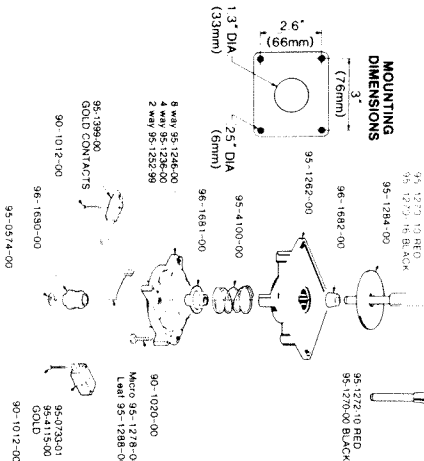 MOUNTING
DIMENSIONS
3"
(76mm)
2.6"
(66mm)
1.3" DIA
(33mm)
.25" DIA
(6mm)
95-1284-00
96-1682-00
95-1262-00
95-4100-00
96-1681-00
8 way 95-1246-00
4 way 95-1236-00
2 way 95-1252-99
95-1399-00
GOLD CONTACTS
90-1012-00
96-1630-00
95-0574-00
95-1272-10 RED
95-1270-00 BLACK
90-1020-00
Micro 95-1278-0
Leaf 95-1288-0
95-0733-01
95-4115-00
GOLD
90-1012-00